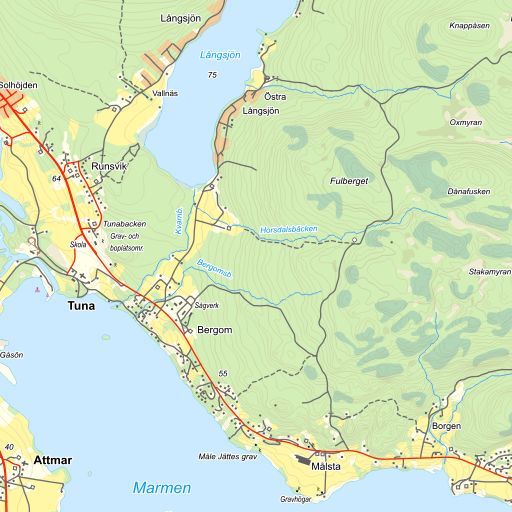 Långsjön
Knappåsen
Långsjön
75
Solhöjden
Vallnäs
Östra
Långsjön
Oxmyran
Runsvik
64
Fulberget
Dånafusken
Kvarnb
Tunabacken
Grav- och
boplatsomr.
Skola
Horsdalsbäcken
Bergomsb
Stakamyran
Tuna
Sågverk
Bergom
Gåsön
55
Borgen
40
Attmar
Måle Jättes grav
Målsta
Marmen
Gravhögar